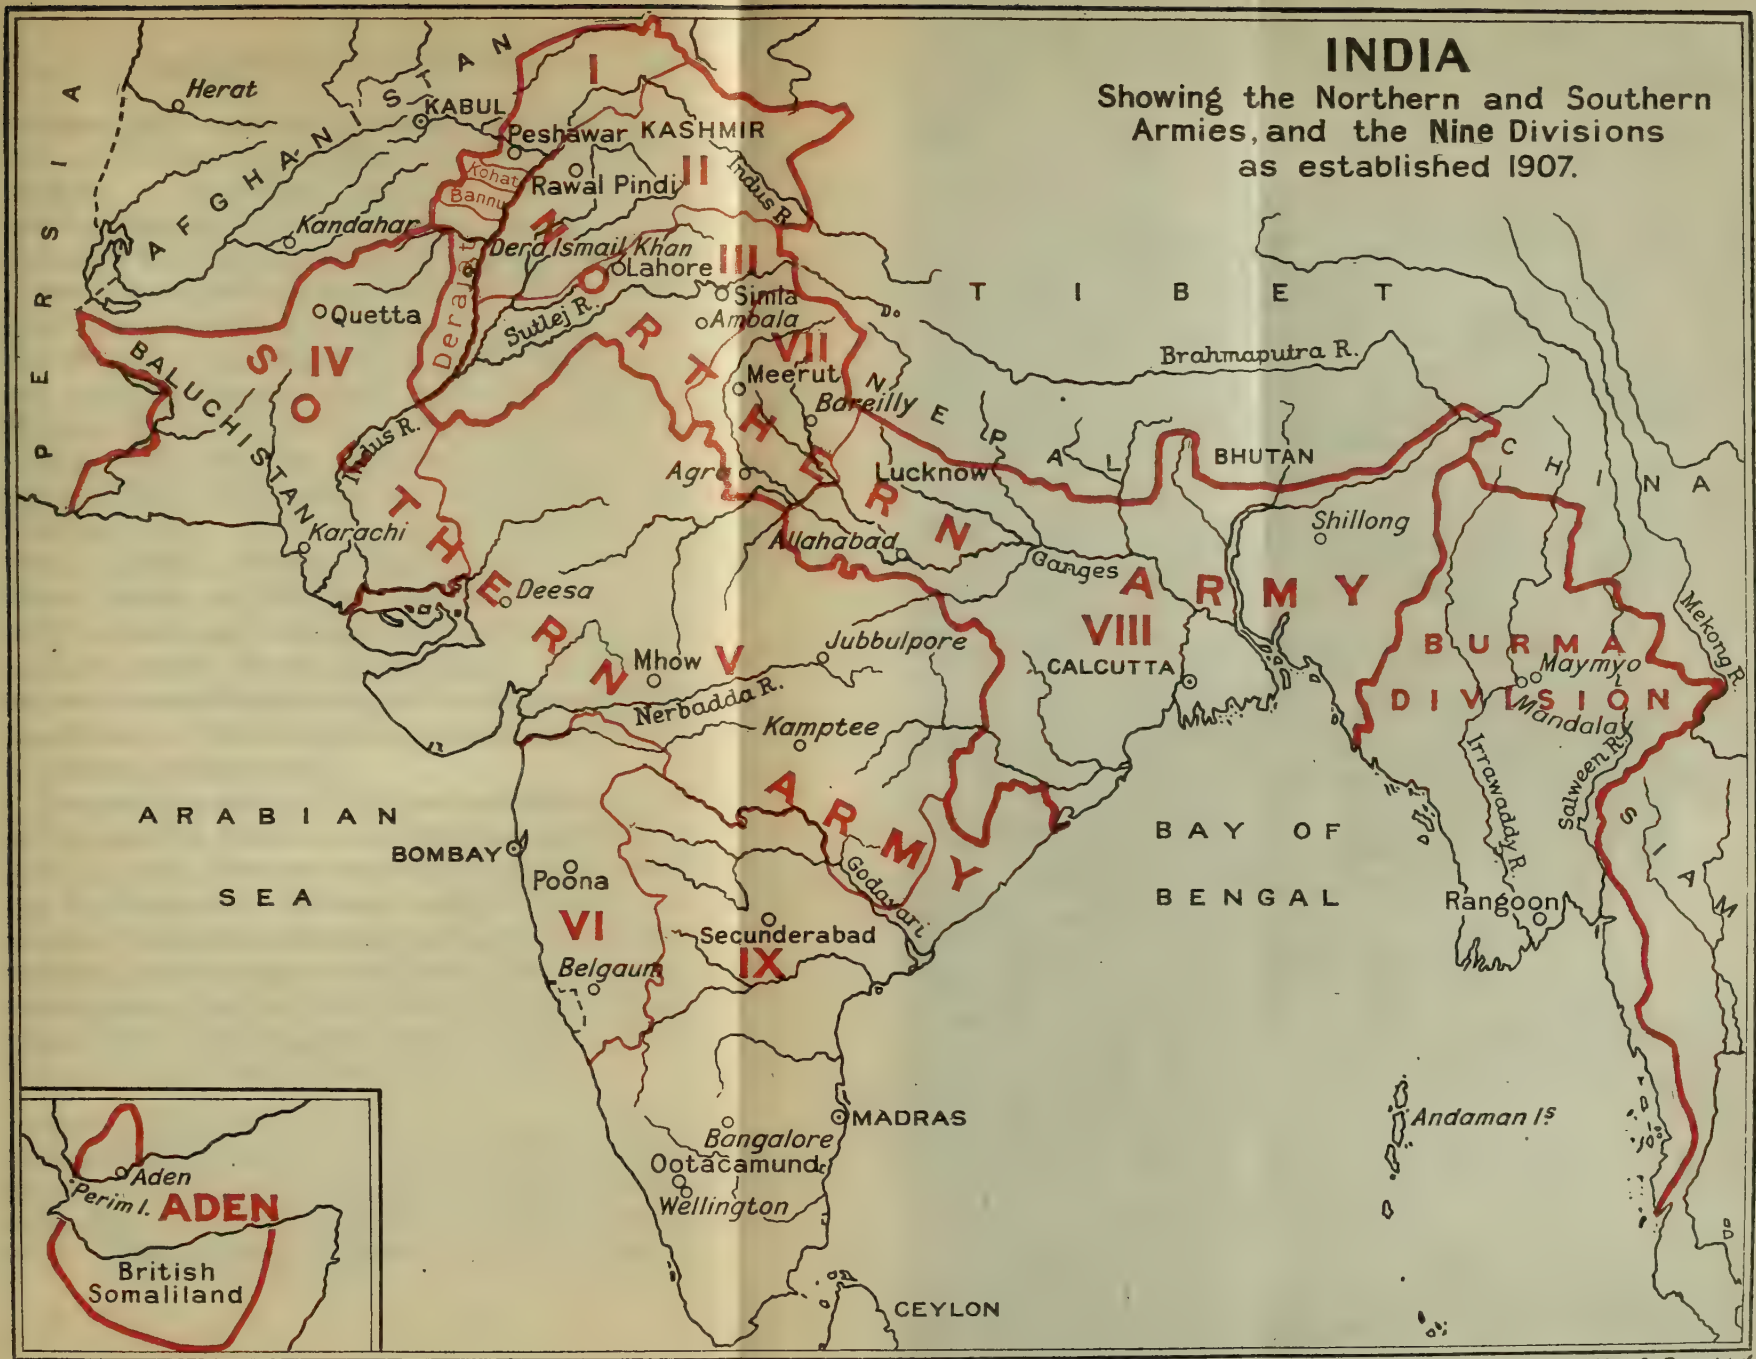 INDIA
Showing the Northern and Southern
Armies, and the Nine Divisions
as established 1907.
PERSIA
AFGHANISTAN
Herat
KABUL
Peshawar
KASHMIR
I
II
Kohat
Bannu
Rawal Pindi
Indus R.
Kandahar
Dera Ismail Khan
Derajat
Lahore
III
Simla
Ambala
Sutlej R.
Quetta
IV
BALUCHISTAN
VII
Meerut
Bareilly
TIBET
Brahmaputra R.
NEPAL
BHUTAN
CHINA
Indus R.
Karachi
Agra
Lucknow
Allahabad
Ganges
Shillong
NORTHERN
ARMY
SOUTHERN
ARMY
Deesa
Mhow
V
Jubbulpore
Nerbadda R.
Kamptee
VIII
CALCUTTA
BURMA
DIVISION
Maymyo
Mandalay
Mekong R.
Salween R.
Irrawaddy R.
SIAM
Rangoon
ARABIAN
SEA
BOMBAY
Poona
VI
Belgaum
Godavari
Secunderabad
IX
BAY OF
BENGAL
MADRAS
Bangalore
Ootacamund
Wellington
Andaman Is.
CEYLON
Aden
Perim I.
ADEN
British
Somaliland